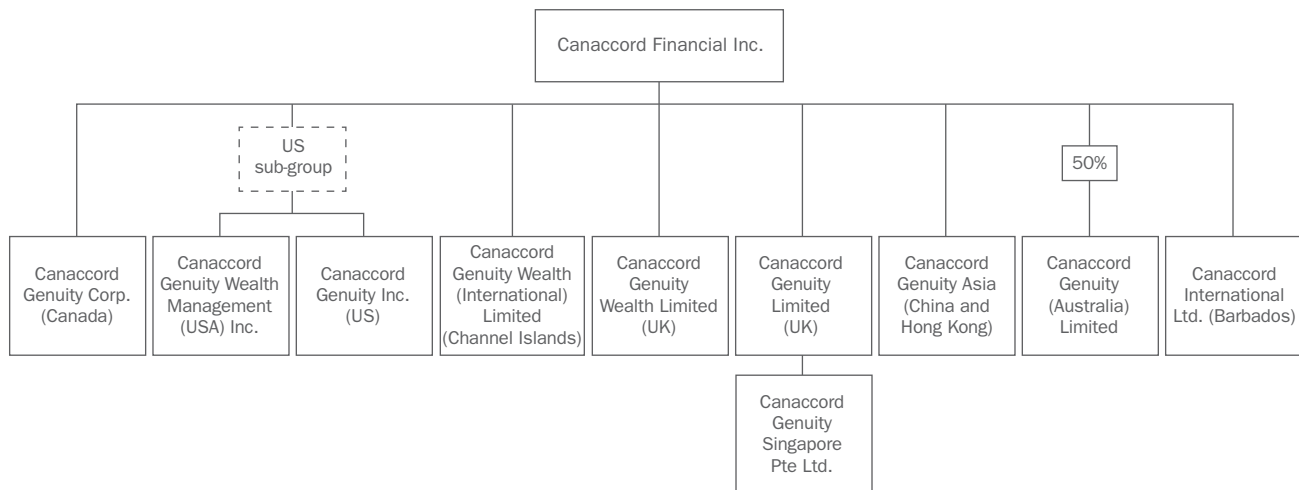 Canaccord Financial Inc.
US
sub-group
50%
Canaccord
Genuity Corp.
(Canada)
Canaccord
Genuity Wealth
Management
(USA) Inc.
Canaccord
Genuity Inc.
(US)
Canaccord
Genuity Wealth
(International)
Limited
(Channel Islands)
Canaccord
Genuity
Wealth Limited
(UK)
Canaccord
Genuity
Limited
(UK)
Canaccord
Genuity Asia
(China and
Hong Kong)
Canaccord
Genuity
(Australia)
Limited
Canaccord
International
Ltd. (Barbados)
Canaccord
Genuity
Singapore
Pte Ltd.